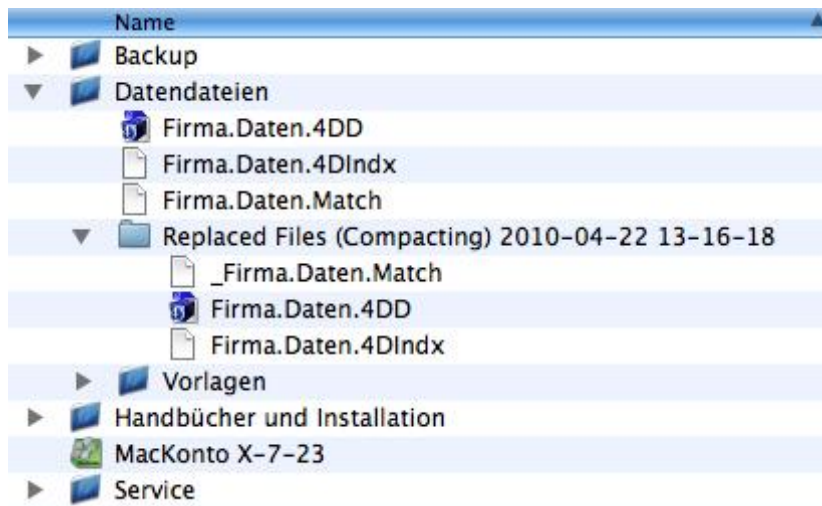 Name
Backup
Datendateien
Firma.Daten.4DD
Firma.Daten.4DIndx
Firma.Daten.Match
Replaced Files (Compacting) 2010-04-22 13-16-18
_Firma.Daten.Match
Firma.Daten.4DD
Firma.Daten.4DIndx
Vorlagen
Handbücher und Installation
MacKonto X-7-23
Service